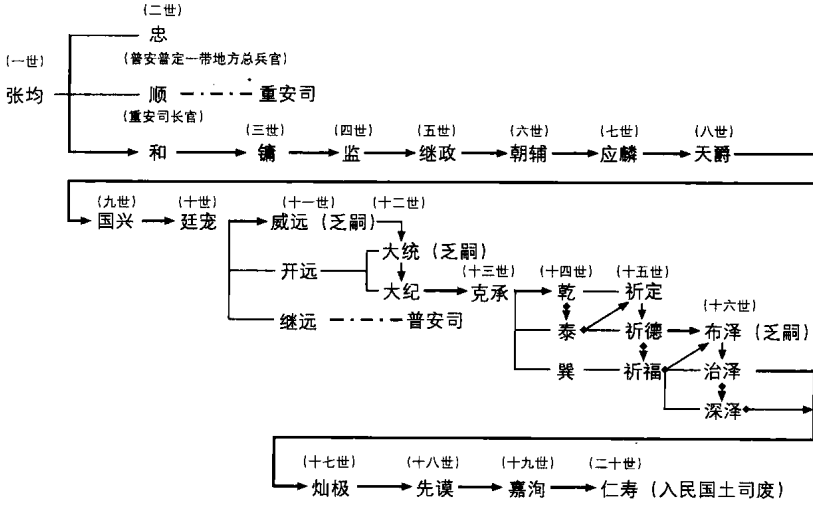 (二世)
忠
(一世)
(普安普定一带地方总兵官)
张均
顺
重安司
(重安司长官)
(三世) (四世) (五世) (六世) (七世) (八世)
和 镛 监 继政 朝辅 应麟 天爵
(九世) (十世) (十一世) (十二世)
国兴 廷宠 威远 (乏嗣)
大统 (乏嗣)
开远
(十三世) (十四世) (十五世)
大纪 克承 乾 祈定
继远 普安司
(十六世)
泰 祈德 布泽 (乏嗣)
巽 祈福 治泽
深泽
(十七世) (十八世) (十九世) (二十世)
灿极 先谟 嘉洵 仁寿 (入民国土司废)